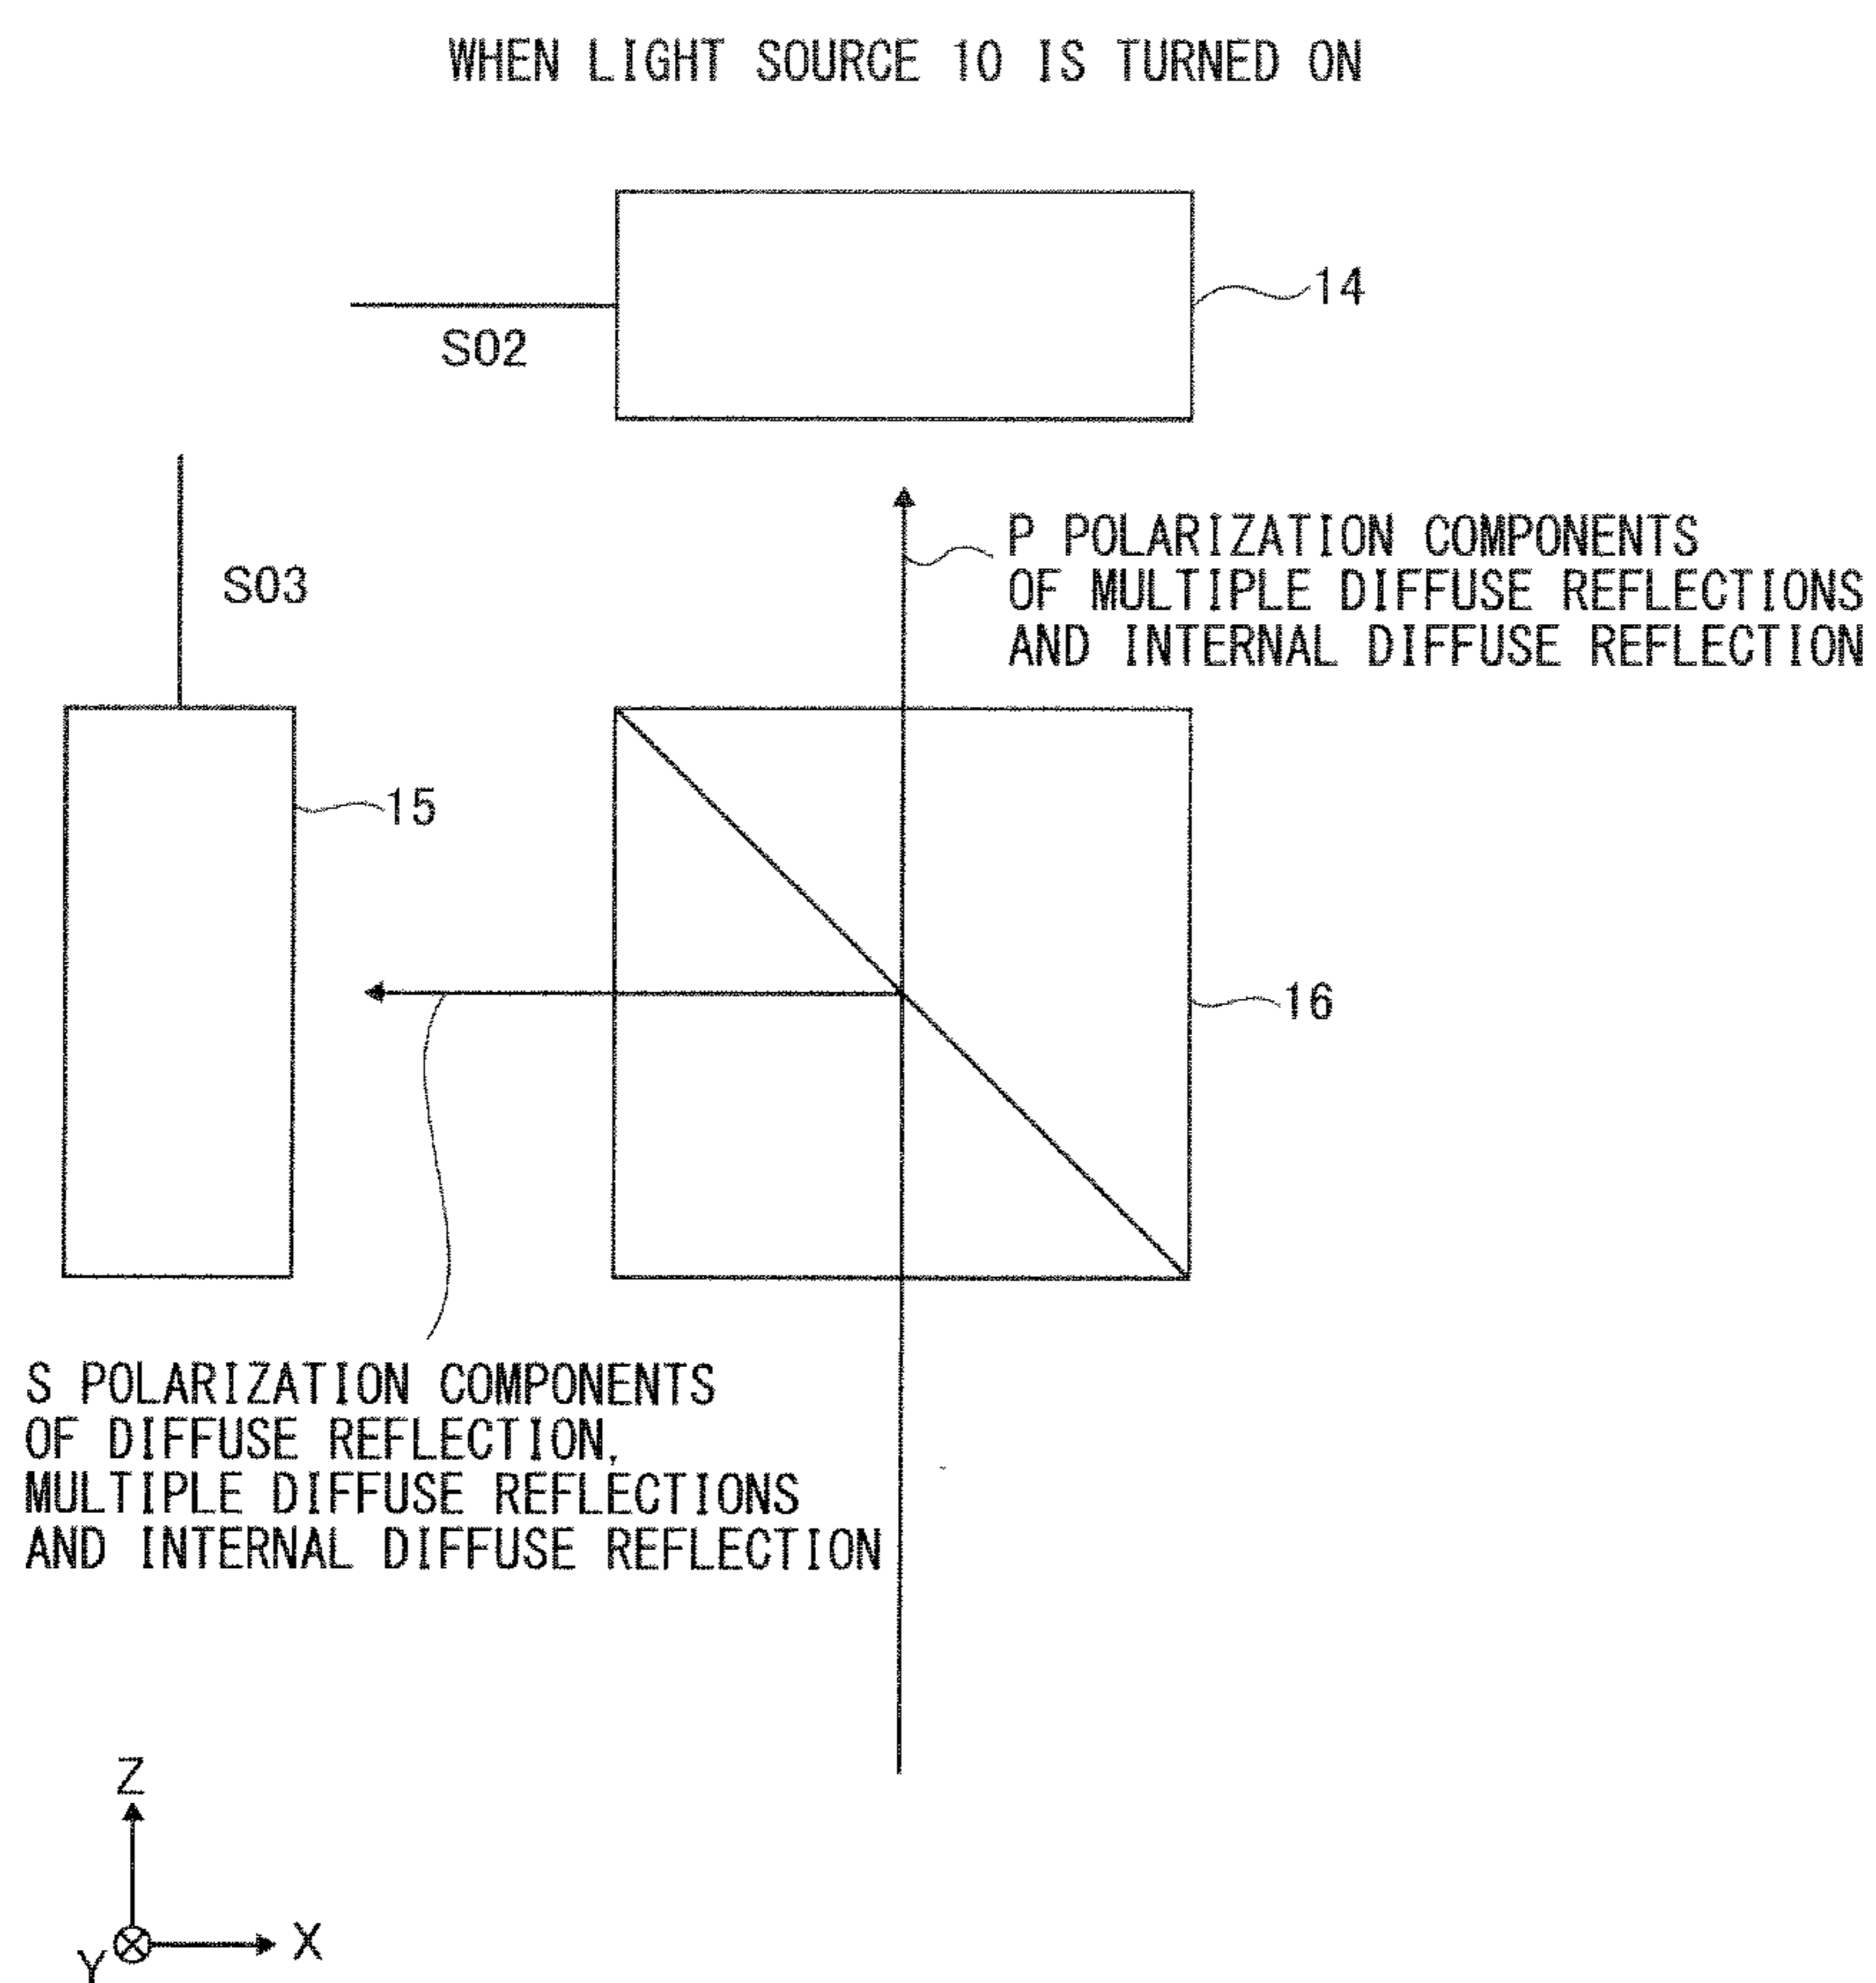 WHEN LIGHT SOURCE 10 IS TURNED ON
14
S02
P POLARIZATION COMPONENTS
OF MULTIPLE DIFFUSE REFLECTIONS
AND INTERNAL DIFFUSE REFLECTION
S03
15
16
S POLARIZATION COMPONENTS
OF DIFFUSE REFLECTION,
MULTIPLE DIFFUSE REFLECTIONS
AND INTERNAL DIFFUSE REFLECTION
Z
X
Y